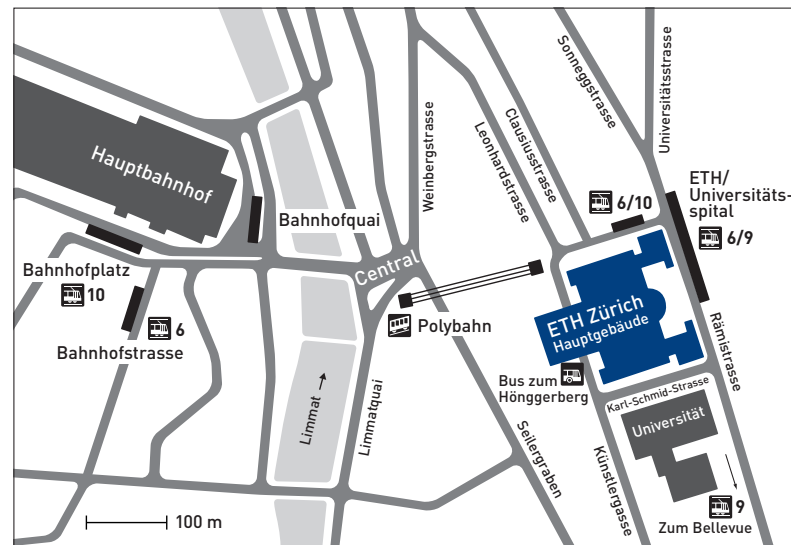 Sonneggstrasse
Universitätsstrasse
Weinbergstrasse
Clausiusstrasse
Leonhardstrasse
Hauptbahnhof
ETH/
Universitäts-
spital
6/10
6/9
Bahnhofquai
Central
Bahnhofplatz
10
6
Bahnhofstrasse
Polybahn
ETH Zürich
Hauptgebäude
Rämistrasse
Bus zum
Hönggerberg
Karl-Schmid-Strasse
Universität
Limmat →
Limmatquai
Seilergraben
Künstlergasse
9
Zum Bellevue
100 m